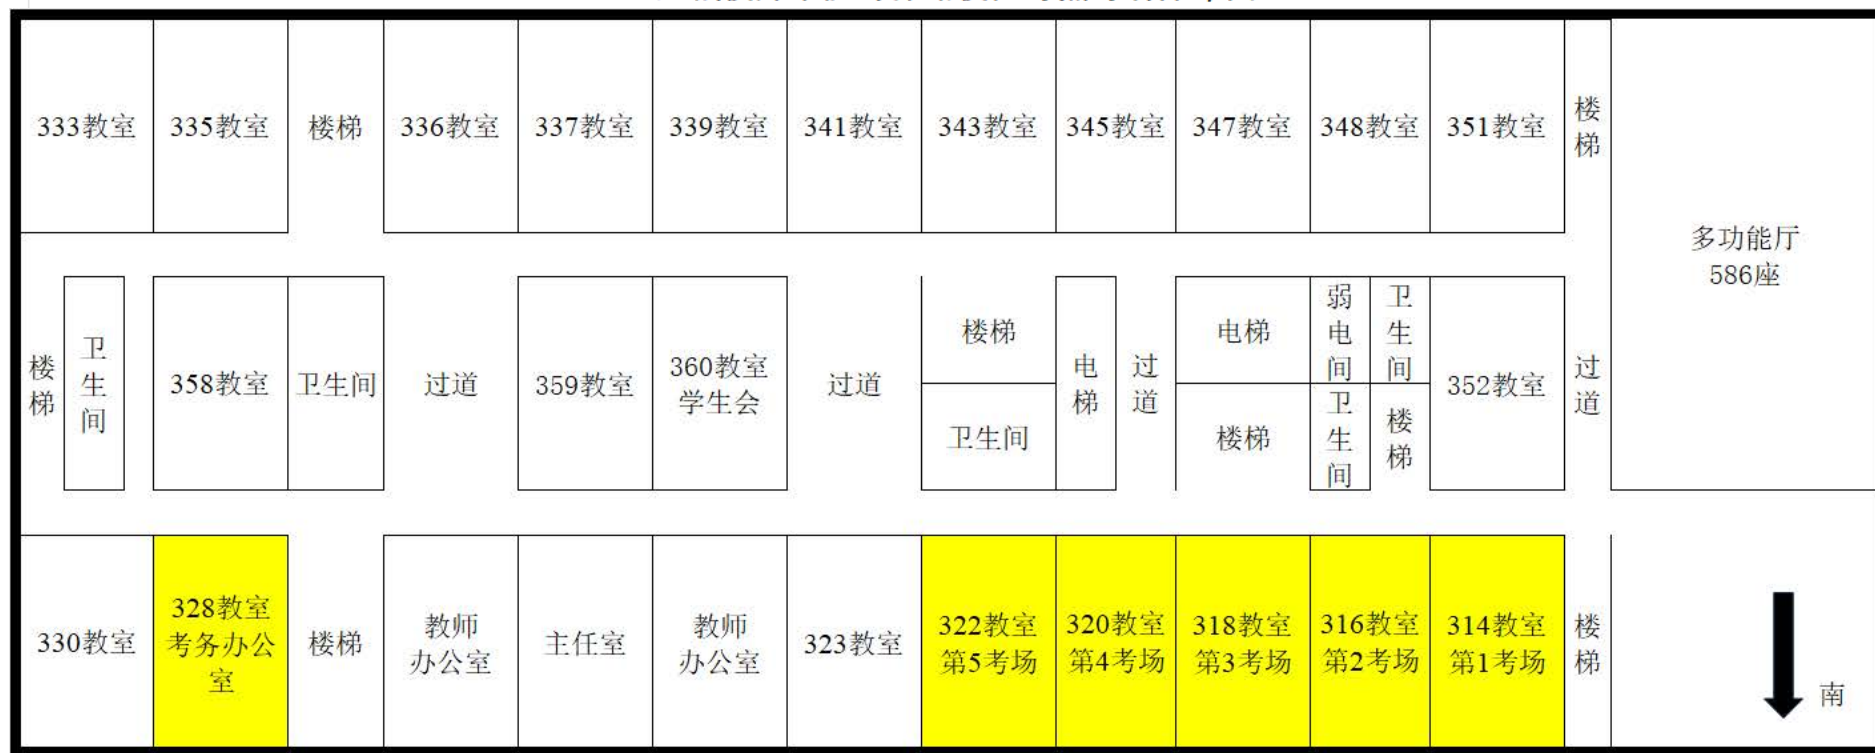 333教室
335教室
楼梯
336教室
337教室
339教室
341教室
343教室
345教室
347教室
348教室
351教室
楼梯
多功能厅
586座
楼梯
卫生间
358教室
卫生间
过道
359教室
360教室
学生会
过道
楼梯
卫生间
电梯
过道
电梯
楼梯
弱电间
卫生间
卫生间
楼梯
352教室
过道
330教室
328教室
考务办公
室
楼梯
教师
办公室
主任室
教师
办公室
323教室
322教室
第5考场
320教室
第4考场
318教室
第3考场
316教室
第2考场
314教室
第1考场
楼梯
南